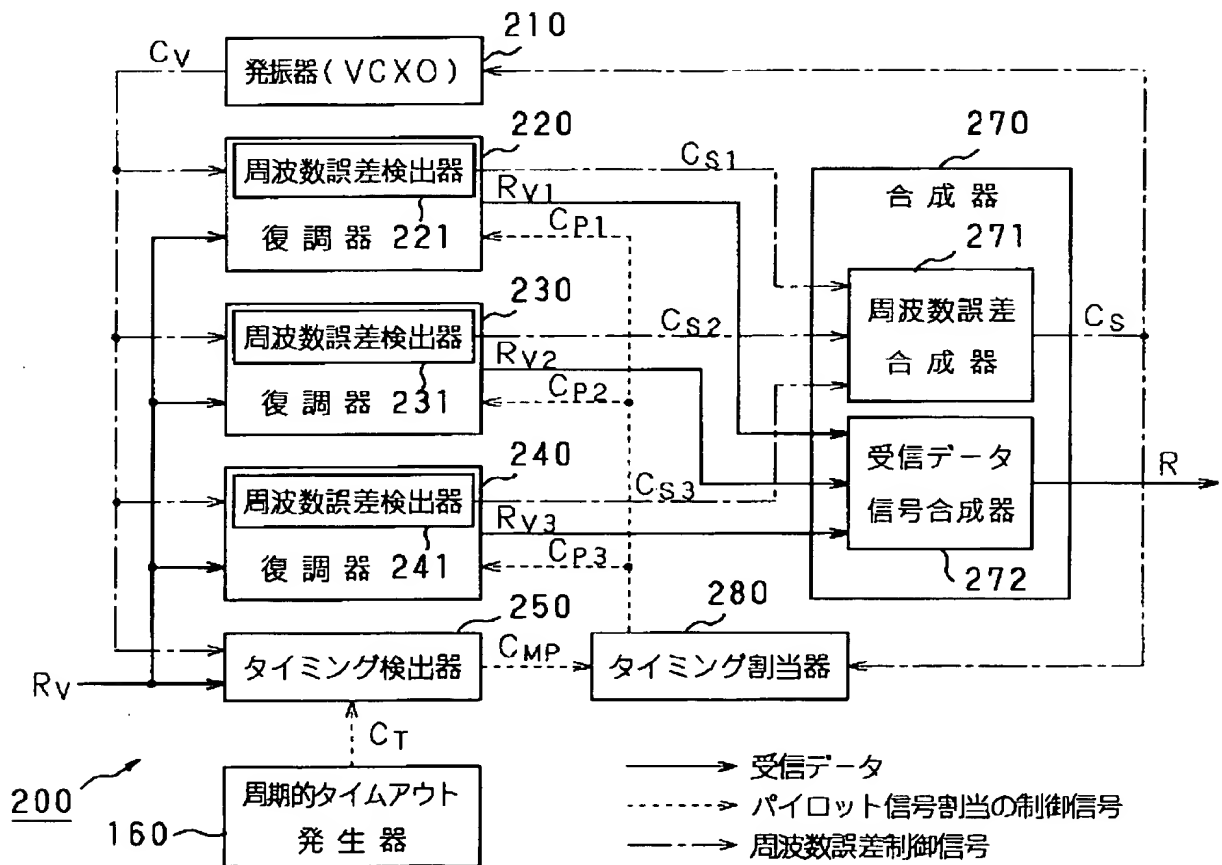 210
CV
発振器(VCXO)
220
周波数誤差検出器
CS1
RV1
復調器 221
CP1
270
合成器
271
周波数誤差
合成器
CS
230
周波数誤差検出器
CS2
RV2
復調器 231
CP2
240
周波数誤差検出器
CS3
RV3
復調器 241
CP3
受信データ
信号合成器
R
272
250
280
RV
タイミング検出器
CMP
タイミング割当器
CT
200
周期的タイムアウト
発生器
160
受信データ
パイロット信号割当の制御信号
周波数誤差制御信号